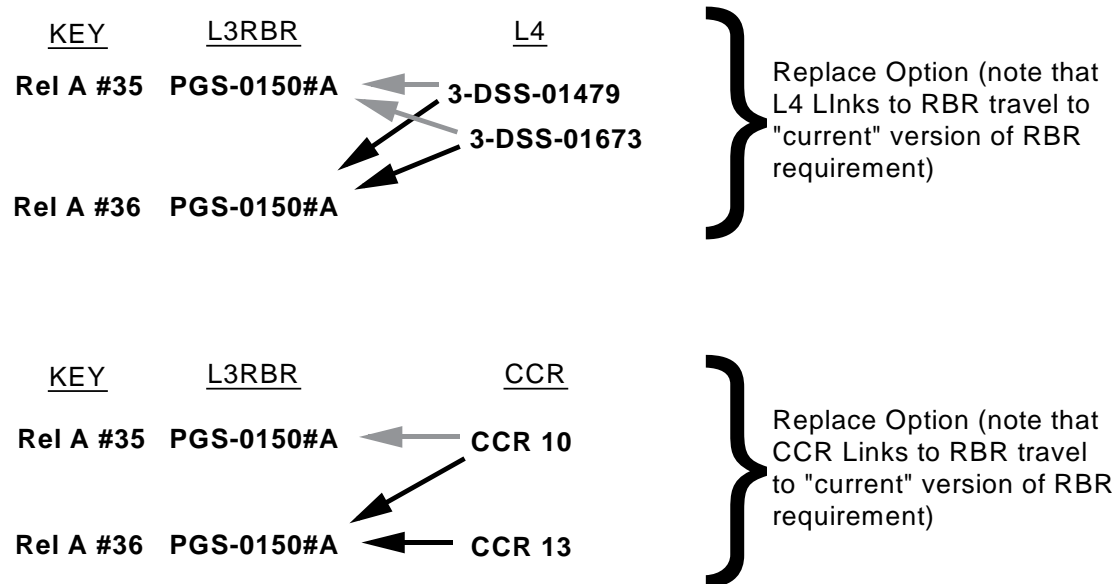 KEY L3RBR L4
Rel A #35 PGS-0150#A 3-DSS-01479
3-DSS-01673
Rel A #36 PGS-0150#A
Replace Option (note that
L4 LInks to RBR travel to
"current" version of RBR
requirement)
KEY L3RBR CCR
Rel A #35 PGS-0150#A CCR 10
Rel A #36 PGS-0150#A CCR 13
Replace Option (note that
CCR Links to RBR travel
to "current" version of RBR
requirement)